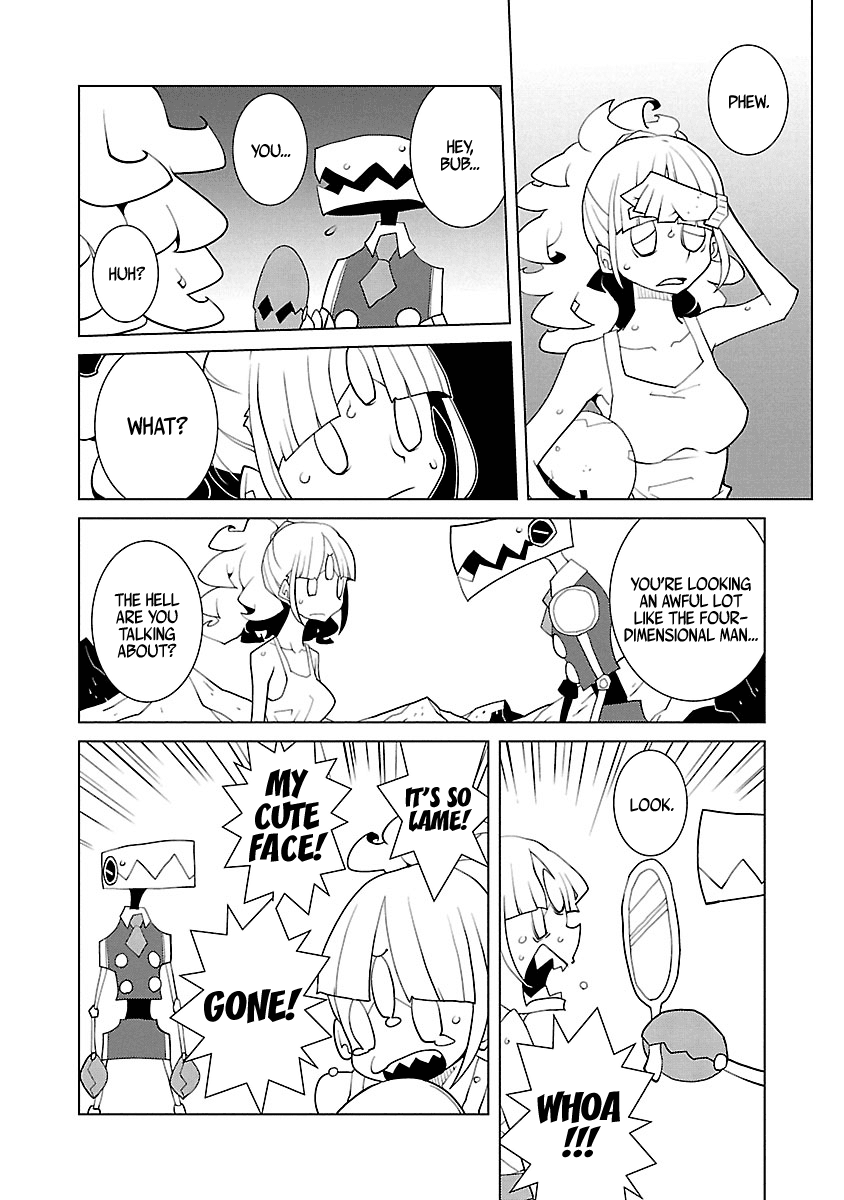 PHEW.
HEY,
BUB...
YOU...
HUH?
WHAT?
YOU'RE LOOKING
AN AWFUL LOT
LIKE THE FOUR-
DIMENSIONAL MAN...
THE HELL
ARE YOU
TALKING
ABOUT?
LOOK.
WHOA
!!!
IT'S SO
LAME!
MY
CUTE
FACE!
GONE!